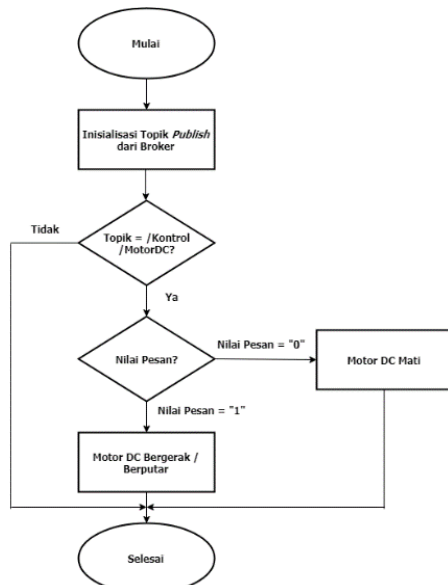 Mulai
Inisialisasi Topik Publish
dari Broker
Tidak
Topik = /Kontrol
/MotorDC?
Ya
Nilai Pesan?
Nilai Pesan = "0"
Motor DC Mati
Nilai Pesan = "1"
Motor DC Bergerak /
Berputar
Selesai